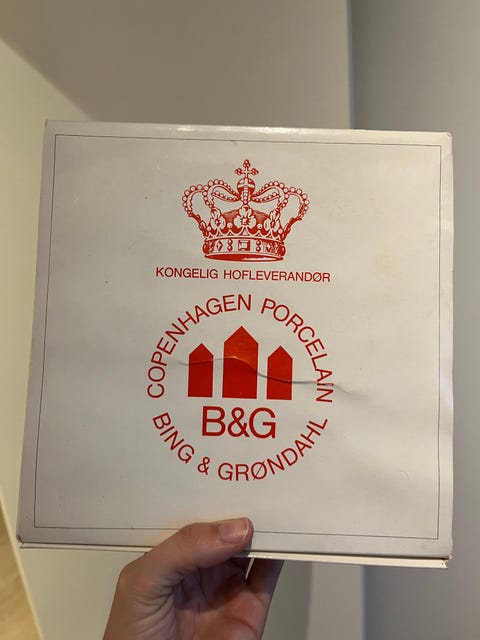 KONGELIG HOFLEVERANDØR
COPENHAGEN PORCELAIN
B&G
BING & GRØNDAHL